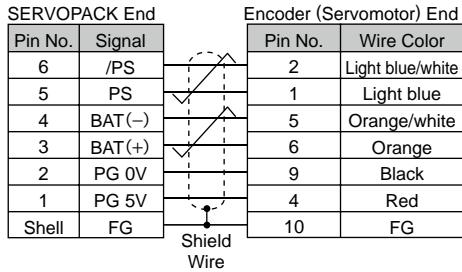 SERVOPACK End Encoder (Servomotor) End
Pin No. Signal Pin No. Wire Color
6 /PS 2 Light blue/white
5 PS 1 Light blue
4 BAT(−) 5 Orange/white
3 BAT(+) 6 Orange
2 PG 0V 9 Black
1 PG 5V 4 Red
Shell FG 10 FG
Shield
Wire